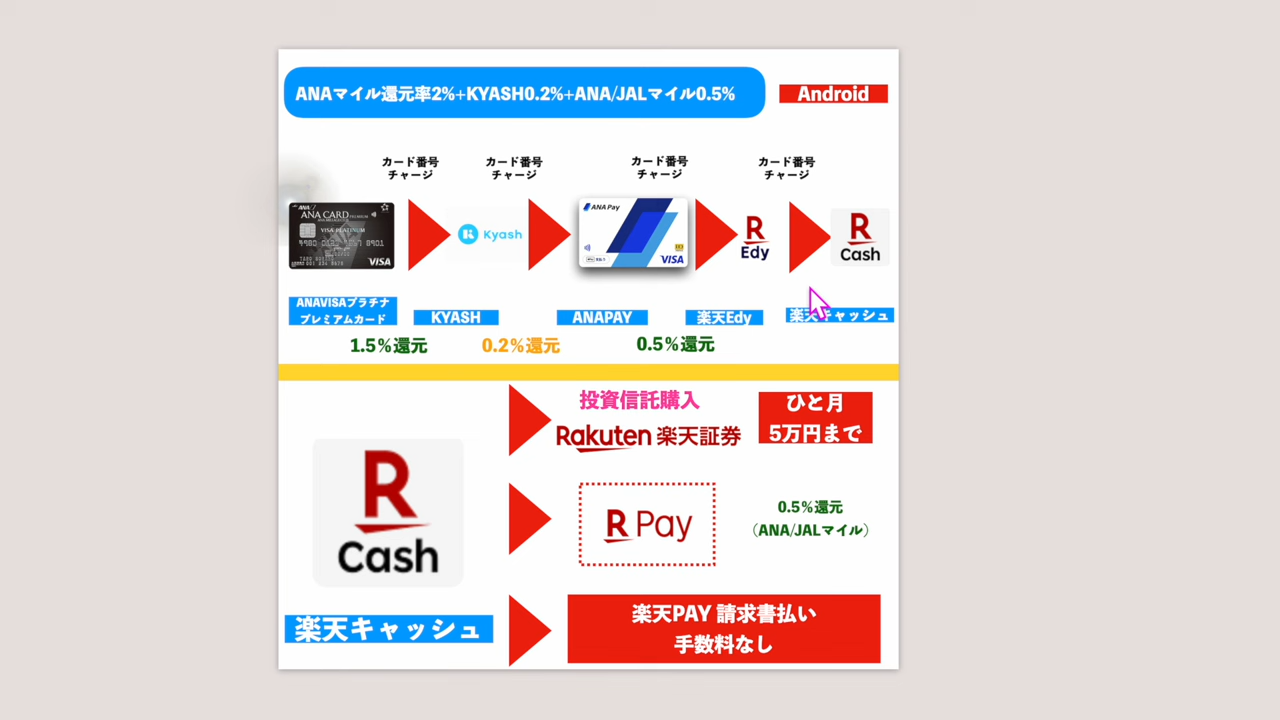 ANAマイル還元率2%+KYASH0.2%+ANA/JALマイル0.5%
Android
カード番号
チャージ
カード番号
チャージ
カード番号
チャージ
カード番号
チャージ
ANA
ANA CARD PREMIUM
VISA PLATINUM
VISA
Kyash
ANA Pay
VISA
R
Edy
R
Cash
ANAVISAプラチナ
プレミアムカード
KYASH
ANAPAY
楽天Edy
楽天キャッシュ
1.5%還元
0.2%還元
0.5%還元
投資信託購入
Rakuten 楽天証券
ひと月
5万円まで
R
Cash
R Pay
0.5%還元
(ANA/JALマイル)
楽天キャッシュ
楽天PAY 請求書払い
手数料なし